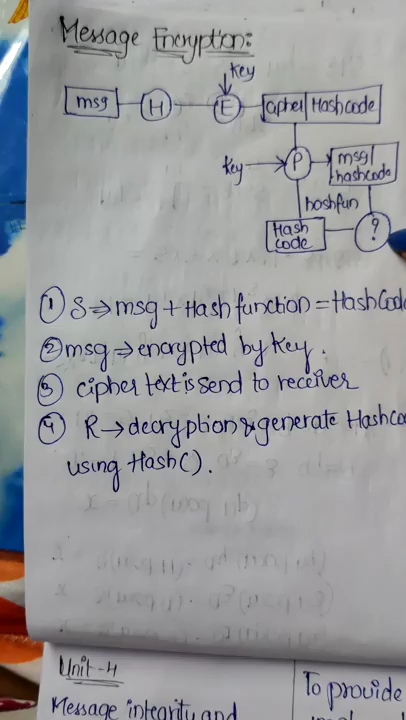 Message Encryption:
Key
msg H E Cipher Hashcode
Key P msg/
hashcode
hashfun
Hash
code
?
① S⇒msg + Hash function = HashCode
② msg ⇒ encrypted by Key.
③ cipher text is send to receiver
④ R → decryption & generate Hashco
using Hash().
Unit-4
Message integrity and
To provide